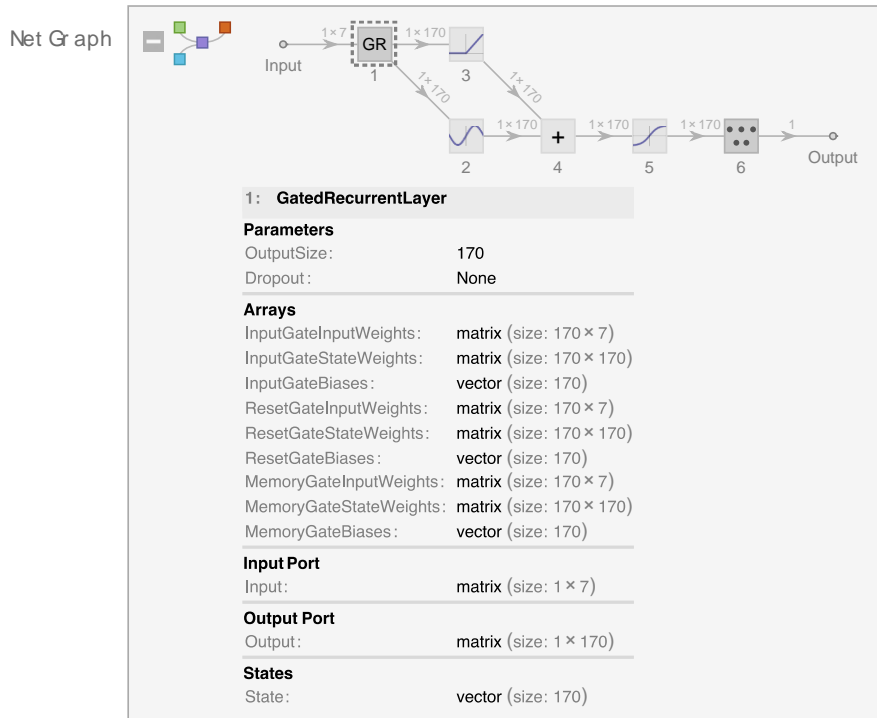 Net Graph
Input
1×7
GR
1
1×170
3
1×170
1×170
2
1×170
+
4
1×170
5
1×170
6
1
Output
1: GatedRecurrentLayer
Parameters
OutputSize: 170
Dropout: None
Arrays
InputGateInputWeights: matrix (size: 170×7)
InputGateStateWeights: matrix (size: 170×170)
InputGateBiases: vector (size: 170)
ResetGateInputWeights: matrix (size: 170×7)
ResetGateStateWeights: matrix (size: 170×170)
ResetGateBiases: vector (size: 170)
MemoryGateInputWeights: matrix (size: 170×7)
MemoryGateStateWeights: matrix (size: 170×170)
MemoryGateBiases: vector (size: 170)
Input Port
Input: matrix (size: 1×7)
Output Port
Output: matrix (size: 1×170)
States
State: vector (size: 170)